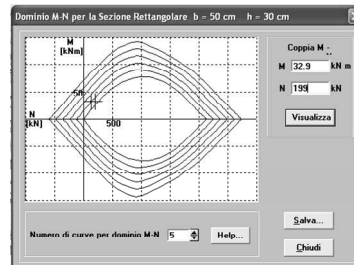 Dominio M-N per la Sezione Rettangolare b = 50 cm h = 30 cm
M
[kNm]
50
N
[kN]
500
Coppia M -
M 32.9 kN m
N 199 kN
Visualizza
Numero di curve per dominio M-N 5 Help...
Salva...
Chiudi